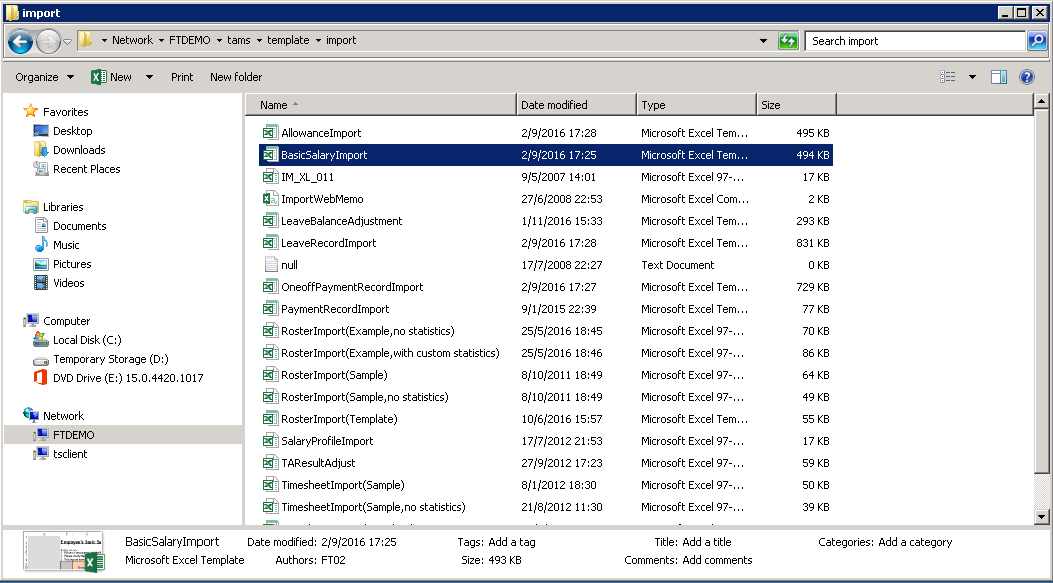 import
Network FTDEMO tams template import Search import
Organize New Print New folder
Name Date modified Type Size
Favorites
Desktop
Downloads
Recent Places
Libraries
Documents
Music
Pictures
Videos
Computer
Local Disk (C:)
Temporary Storage (D:)
DVD Drive (E:) 15.0.4420.1017
Network
FTDEMO
tsclient
AllowanceImport 2/9/2016 17:28 Microsoft Excel Tem... 495 KB
BasicSalaryImport 2/9/2016 17:25 Microsoft Excel Tem... 494 KB
IM_XL_011 9/5/2007 14:01 Microsoft Excel 97-... 17 KB
ImportWebMemo 27/6/2008 22:53 Microsoft Excel Com... 2 KB
LeaveBalanceAdjustment 1/11/2016 15:33 Microsoft Excel Tem... 293 KB
LeaveRecordImport 2/9/2016 17:28 Microsoft Excel Tem... 831 KB
null 17/7/2008 22:27 Text Document 0 KB
OneoffPaymentRecordImport 2/9/2016 17:27 Microsoft Excel Tem... 729 KB
PaymentRecordImport 9/1/2015 22:39 Microsoft Excel Tem... 77 KB
RosterImport(Example,no statistics) 25/5/2016 18:45 Microsoft Excel 97-... 70 KB
RosterImport(Example,with custom statistics) 25/5/2016 18:46 Microsoft Excel 97-... 86 KB
RosterImport(Sample) 8/10/2011 18:49 Microsoft Excel 97-... 64 KB
RosterImport(Sample,no statistics) 8/10/2011 18:49 Microsoft Excel 97-... 49 KB
RosterImport(Template) 10/6/2016 15:57 Microsoft Excel Tem... 55 KB
SalaryProfileImport 17/7/2012 21:53 Microsoft Excel 97-... 17 KB
TAResultAdjust 27/9/2012 17:23 Microsoft Excel 97-... 59 KB
TimesheetImport(Sample) 8/1/2012 18:30 Microsoft Excel 97-... 50 KB
TimesheetImport(Sample,no statistics) 21/8/2012 11:30 Microsoft Excel 97-... 39 KB
BasicSalaryImport Date modified: 2/9/2016 17:25 Tags: Add a tag Title: Add a title Categories: Add a category
Microsoft Excel Template Authors: FT02 Size: 493 KB Comments: Add comments